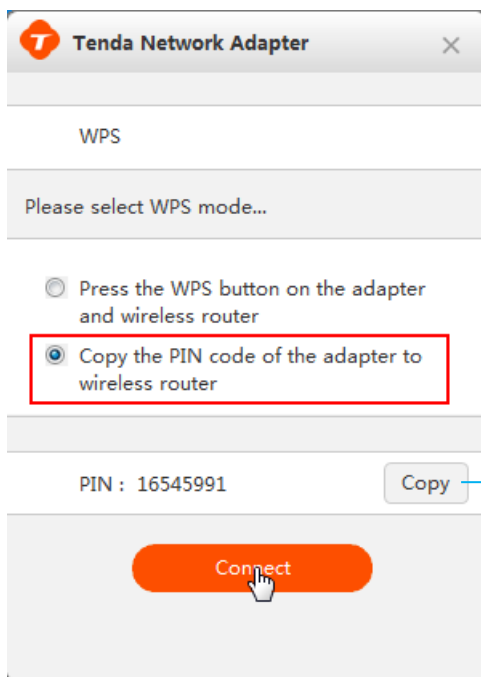 Tenda Network Adapter
WPS
Please select WPS mode...
Press the WPS button on the adapter
and wireless router
Copy the PIN code of the adapter to
wireless router
PIN : 16545991
Copy
Connect